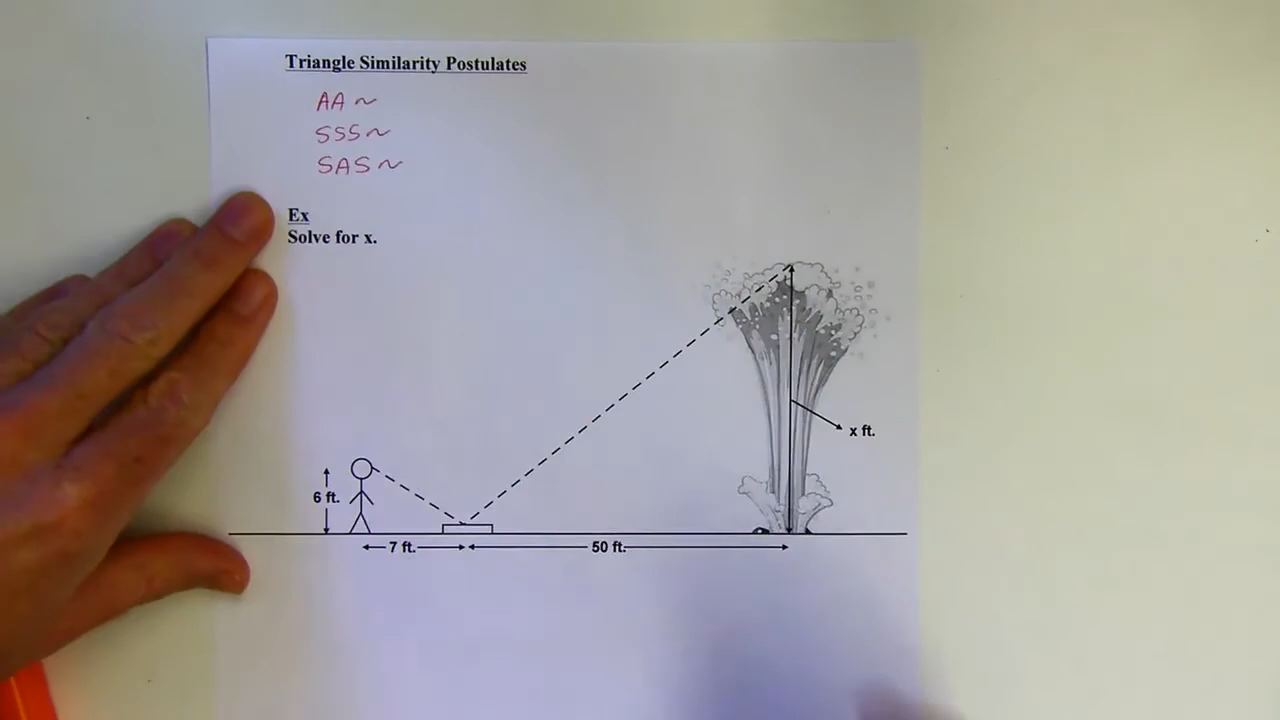 Triangle Similarity Postulates
AA ~
SSS ~
SAS ~
Ex
Solve for x.
x ft.
6 ft.
7 ft.
50 ft.